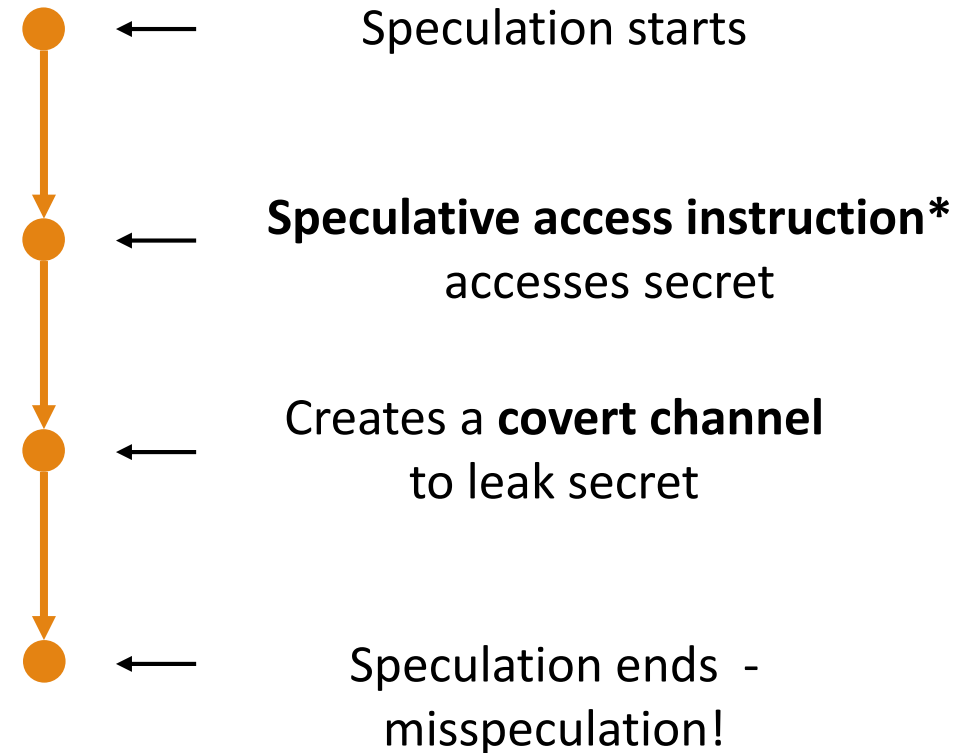 Speculation starts
Speculative access instruction*
accesses secret
Creates a covert channel
to leak secret
Speculation ends -
misspeculation!